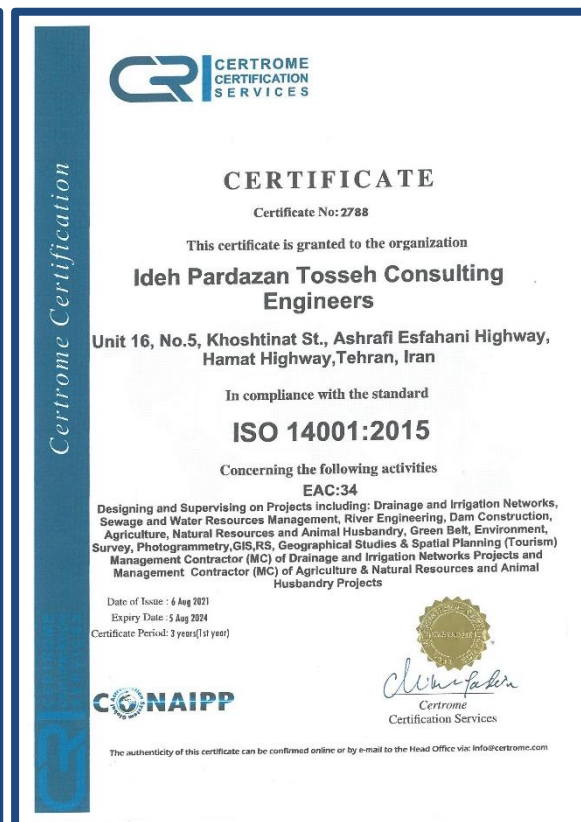 CERTROME
CERTIFICATION
SERVICES
Certrome Certification
CERTIFICATE
Certificate No: 2788
This certificate is granted to the organization
Ideh Pardazan Tosseh Consulting
Engineers
Unit 16, No.5, Khoshtinat St., Ashrafi Esfahani Highway,
Hamat Highway,Tehran, Iran
In compliance with the standard
ISO 14001:2015
Concerning the following activities
EAC:34
Designing and Supervising on Projects including: Drainage and Irrigation Networks,
Sewage and Water Resources Management, River Engineering, Dam Construction,
Agriculture, Natural Resources and Animal Husbandry, Green Belt, Environment,
Survey, Photogrammetry,GIS,RS, Geographical Studies & Spatial Planning (Tourism)
Management Contractor (MC) of Drainage and Irrigation Networks Projects and
Management Contractor (MC) of Agriculture & Natural Resources and Animal
Husbandry Projects
Date of Issue : 6 Aug 2021
Expiry Date : 5 Aug 2024
Certificate Period: 3 years(1st year)
CONAIPP
Certrome
Certification Services
The authenticity of this certificate can be confirmed online or by e-mail to the Head Office via: info@certrome.com